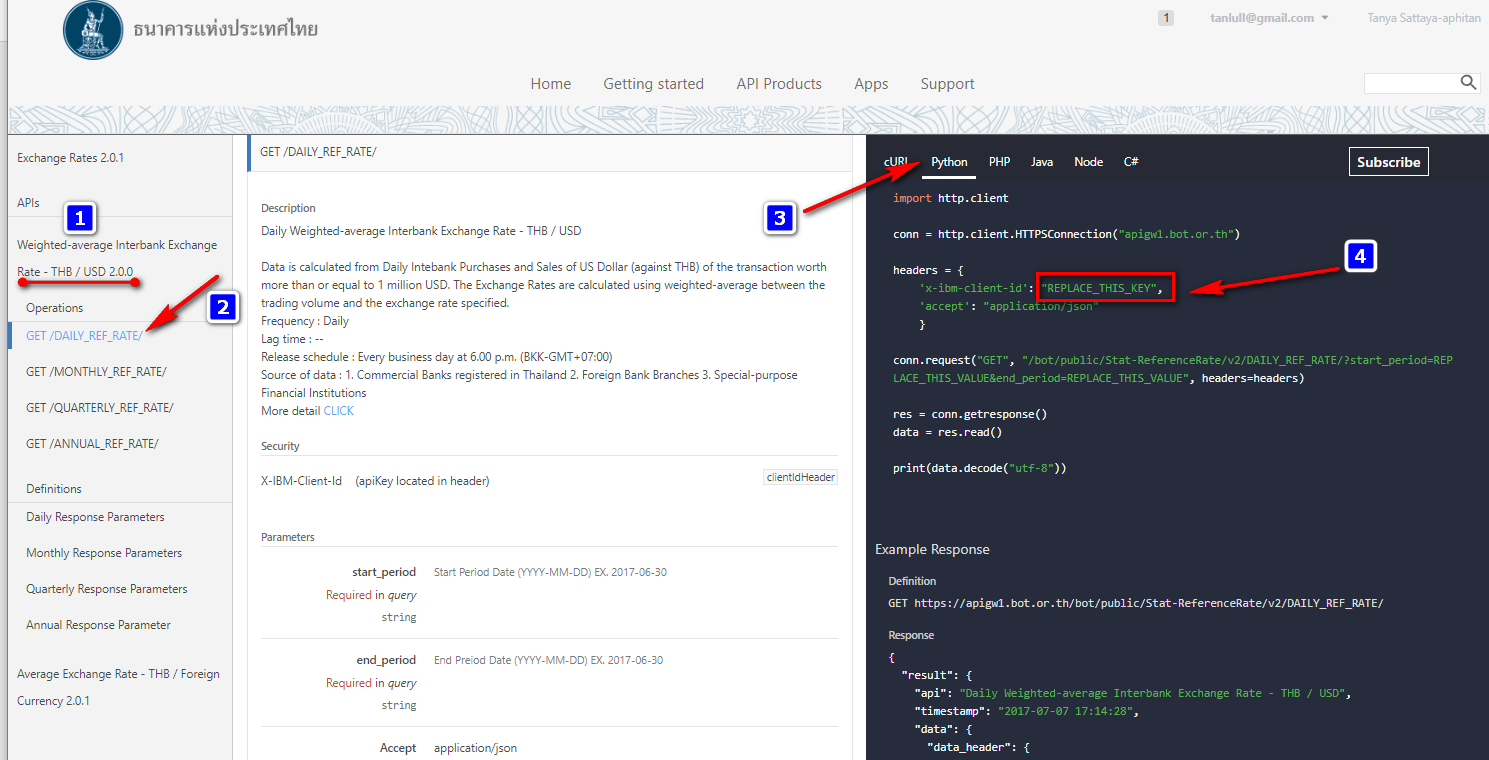 ธนาคารแห่งประเทศไทย
1
tanlull@gmail.com
Tanya Sattaya-aphitan
Home
Getting started
API Products
Apps
Support
Exchange Rates 2.0.1
APIs
1
Weighted-average Interbank Exchange
Rate - THB / USD 2.0.0
2
Operations
GET /DAILY_REF_RATE/
GET /MONTHLY_REF_RATE/
GET /QUARTERLY_REF_RATE/
GET /ANNUAL_REF_RATE/
Definitions
Daily Response Parameters
Monthly Response Parameters
Quarterly Response Parameters
Annual Response Parameter
Average Exchange Rate - THB / Foreign
Currency 2.0.1
GET /DAILY_REF_RATE/
Description
Daily Weighted-average Interbank Exchange Rate - THB / USD
Data is calculated from Daily Intebank Purchases and Sales of US Dollar (against THB) of the transaction worth
more than or equal to 1 million USD. The Exchange Rates are calculated using weighted-average between the
trading volume and the exchange rate specified.
Frequency : Daily
Lag time : --
Release schedule : Every business day at 6.00 p.m. (BKK-GMT+07:00)
Source of data : 1. Commercial Banks registered in Thailand 2. Foreign Bank Branches 3. Special-purpose
Financial Institutions
More detail CLICK
Security
X-IBM-Client-Id (apiKey located in header)
clientIdHeader
Parameters
start_period
Start Period Date (YYYY-MM-DD) EX. 2017-06-30
Required in query
string
end_period
End Preiod Date (YYYY-MM-DD) EX. 2017-06-30
Required in query
string
Accept
application/json
3
cURL
Python
PHP
Java
Node
C#
Subscribe
import http.client
conn = http.client.HTTPSConnection("apigw1.bot.or.th")
4
headers = {
'x-ibm-client-id': "REPLACE_THIS_KEY",
'accept': "application/json"
}
conn.request("GET", "/bot/public/Stat-ReferenceRate/v2/DAILY_REF_RATE/?start_period=REP
LACE_THIS_VALUE&end_period=REPLACE_THIS_VALUE", headers=headers)
res = conn.getresponse()
data = res.read()
print(data.decode("utf-8"))
Example Response
Definition
GET https://apigw1.bot.or.th/bot/public/Stat-ReferenceRate/v2/DAILY_REF_RATE/
Response
{
"result": {
"api": "Daily Weighted-average Interbank Exchange Rate - THB / USD",
"timestamp": "2017-07-07 17:14:28",
"data": {
"data_header": {